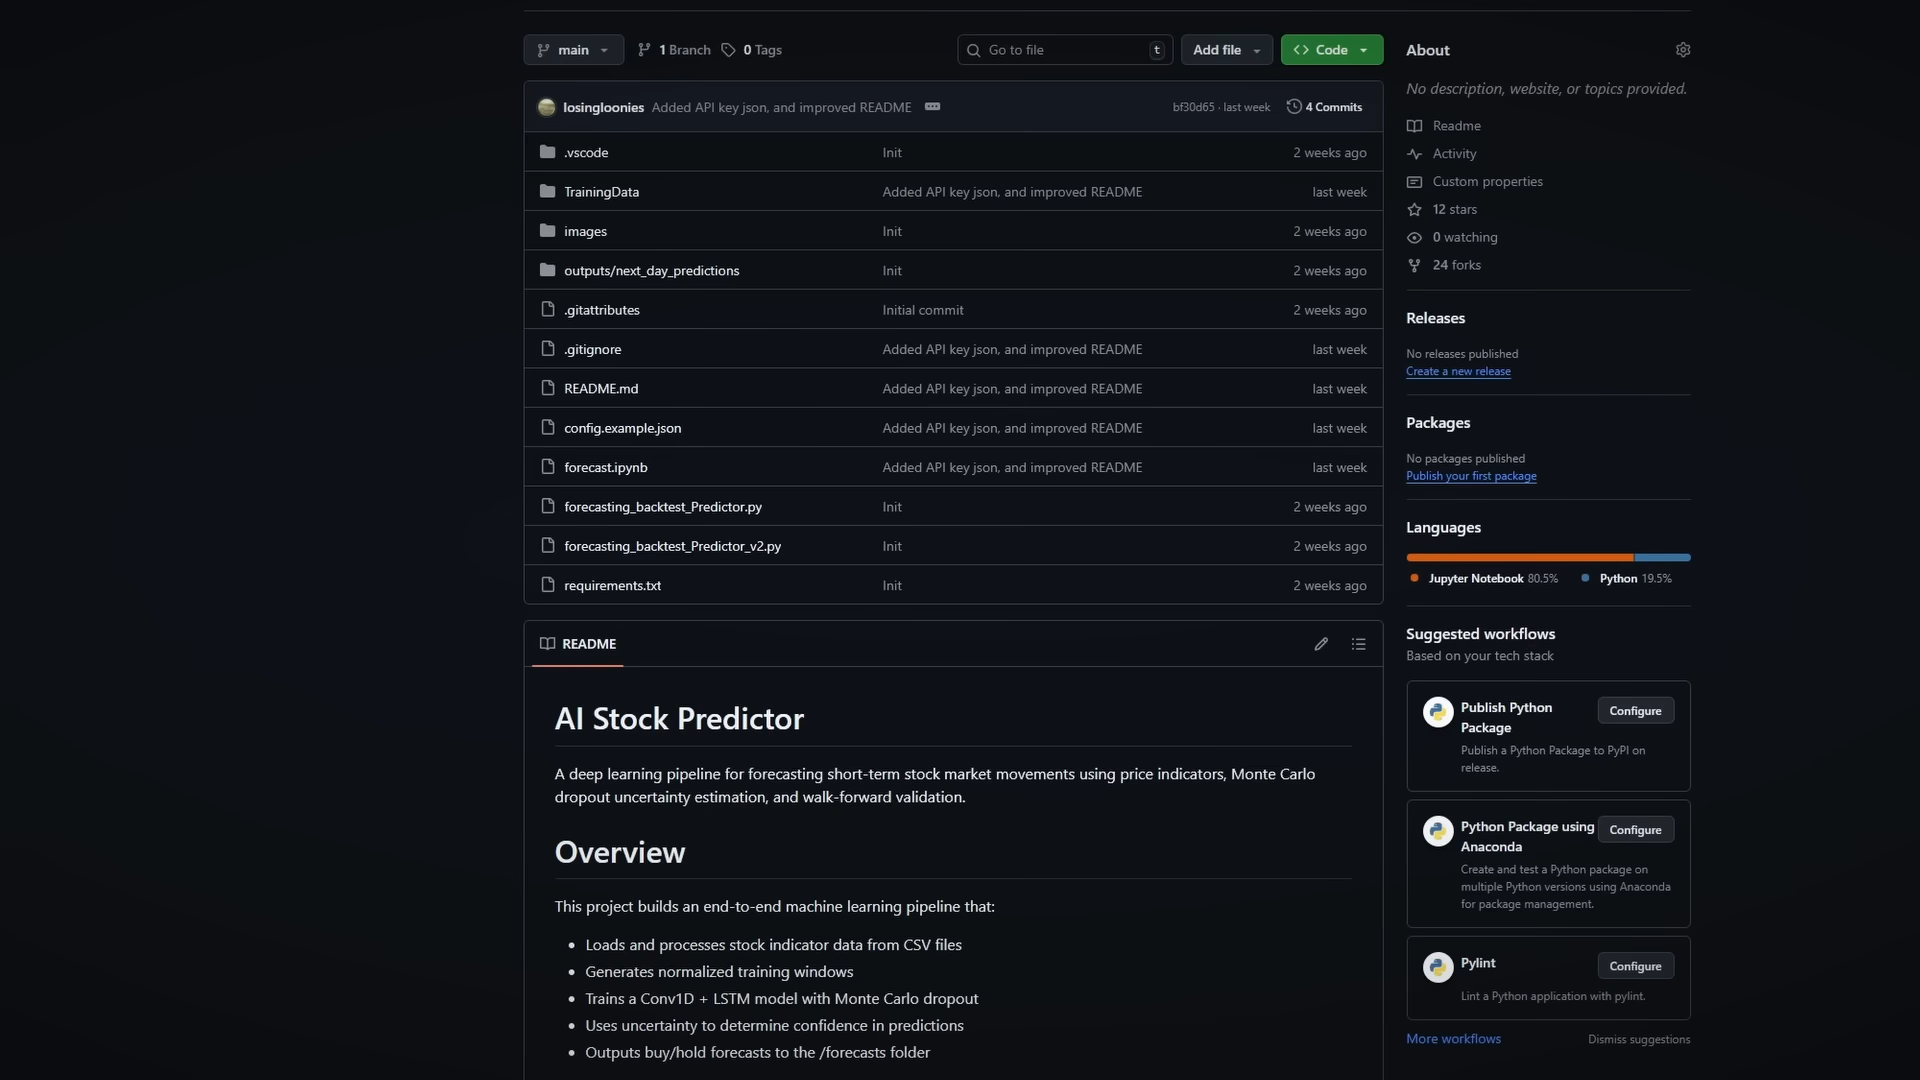 main
1 Branch
0 Tags
Go to file
t
Add file
Code
losingloonies Added API key json, and improved README
bf30d65 · last week
4 Commits
.vscode Init 2 weeks ago
TrainingData Added API key json, and improved README last week
images Init 2 weeks ago
outputs/next_day_predictions Init 2 weeks ago
.gitattributes Initial commit 2 weeks ago
.gitignore Added API key json, and improved README last week
README.md Added API key json, and improved README last week
config.example.json Added API key json, and improved README last week
forecast.ipynb Added API key json, and improved README last week
forecasting_backtest_Predictor.py Init 2 weeks ago
forecasting_backtest_Predictor_v2.py Init 2 weeks ago
requirements.txt Init 2 weeks ago
README
AI Stock Predictor
A deep learning pipeline for forecasting short-term stock market movements using price indicators, Monte Carlo
dropout uncertainty estimation, and walk-forward validation.
Overview
This project builds an end-to-end machine learning pipeline that:
• Loads and processes stock indicator data from CSV files
• Generates normalized training windows
• Trains a Conv1D + LSTM model with Monte Carlo dropout
• Uses uncertainty to determine confidence in predictions
• Outputs buy/hold forecasts to the /forecasts folder
About
No description, website, or topics provided.
Readme
Activity
Custom properties
12 stars
0 watching
24 forks
Releases
No releases published
Create a new release
Packages
No packages published
Publish your first package
Languages
Jupyter Notebook 80.5% Python 19.5%
Suggested workflows
Based on your tech stack
Publish Python
Package
Configure
Publish a Python Package to PyPI on
release.
Python Package using
Anaconda
Configure
Create and test a Python package on
multiple Python versions using Anaconda
for package management.
Pylint
Configure
Lint a Python application with pylint.
More workflows
Dismiss suggestions